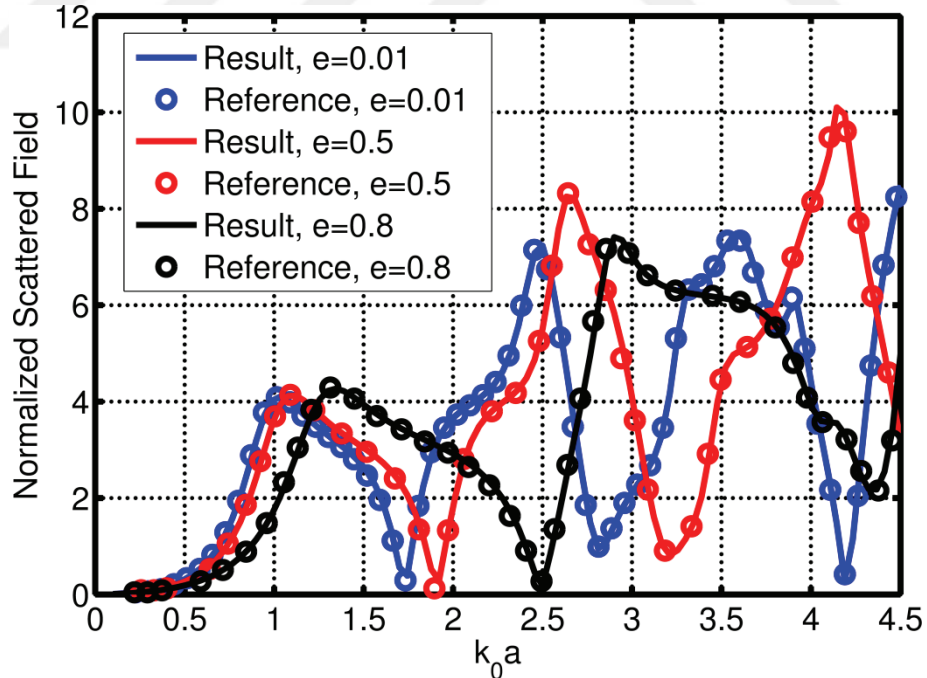 12
10
8
6
4
2
0
Normalized Scattered Field
Result, e=0.01
Reference, e=0.01
Result, e=0.5
Reference, e=0.5
Result, e=0.8
Reference, e=0.8
0 0.5 1 1.5 2 2.5 3 3.5 4 4.5
k₀a